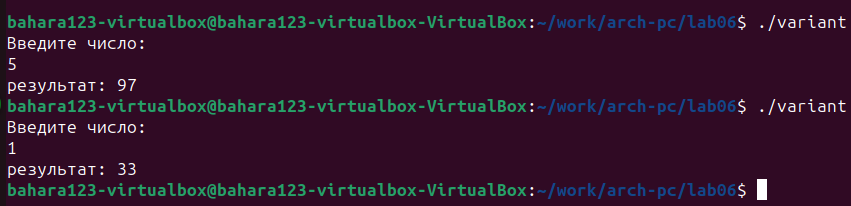 bahara123-virtualbox@bahara123-virtualbox-VirtualBox:~/work/arch-pc/lab06$ ./variant
Введите число:
5
результат: 97
bahara123-virtualbox@bahara123-virtualbox-VirtualBox:~/work/arch-pc/lab06$ ./variant
Введите число:
1
результат: 33
bahara123-virtualbox@bahara123-virtualbox-VirtualBox:~/work/arch-pc/lab06$